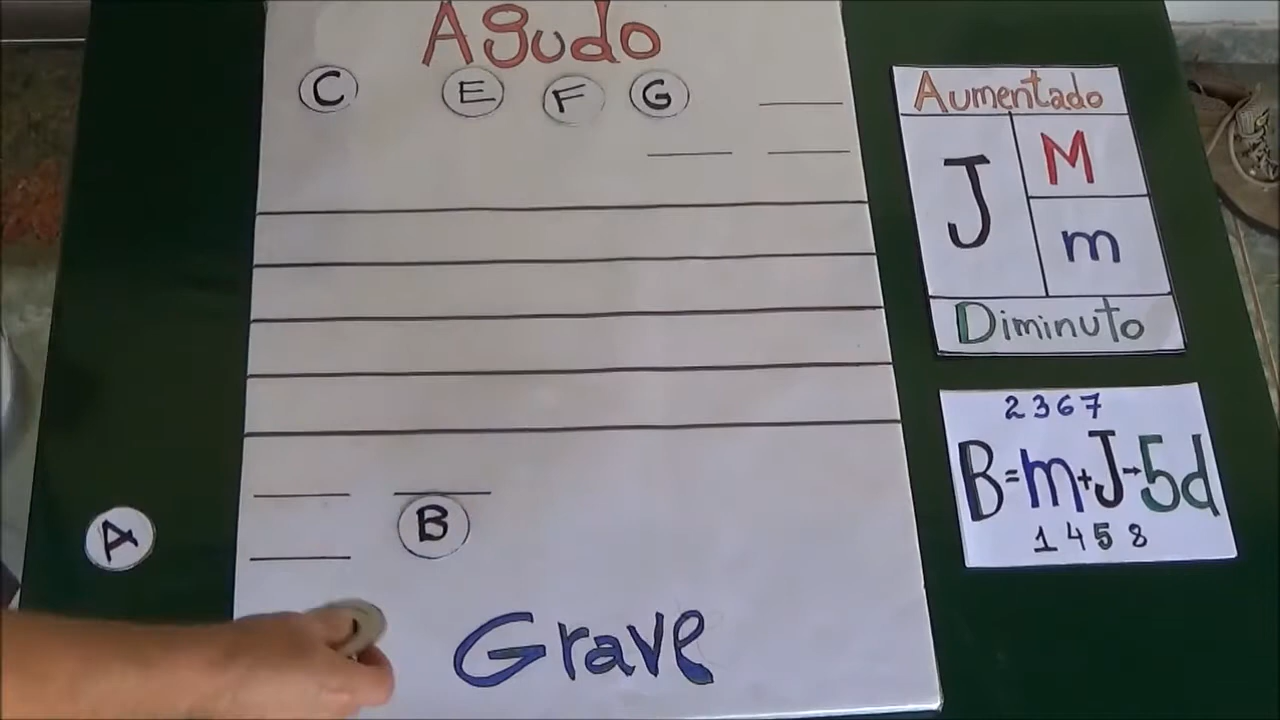 Agudo
C E F G
A
B
Grave
Aumentado
J M
m
Diminuto
2 3 6 7
B=m+J→5d
1 4 5 8